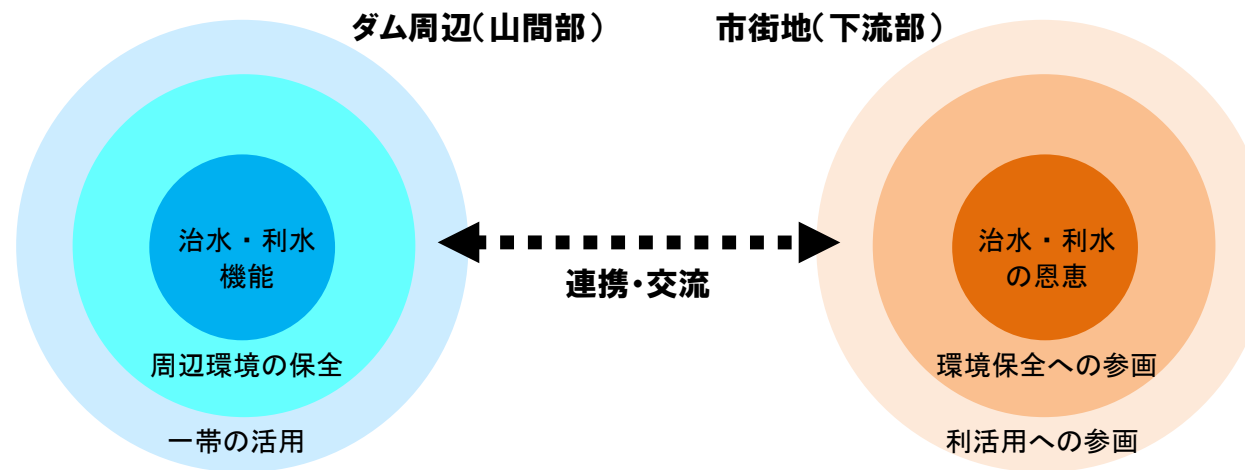 ダム周辺(山間部)
市街地(下流部)
治水・利水
機能
周辺環境の保全
一帯の活用
連携・交流
治水・利水
の恩恵
環境保全への参画
利活用への参画